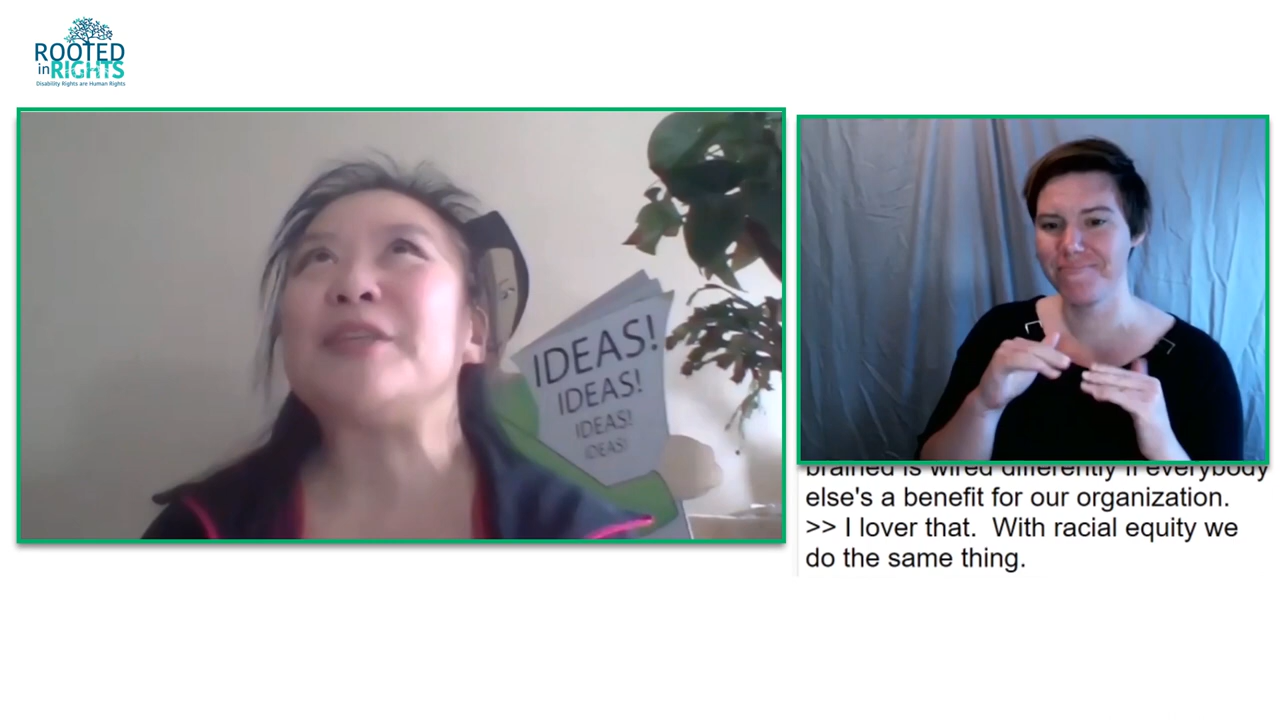 ROOTED
in RIGHTS
Disability Rights are Human Rights
IDEAS!
IDEAS!
IDEAS!
IDEAS!
brained is wired differently if everybody
else's a benefit for our organization.
>> I lover that.  With racial equity we
do the same thing.